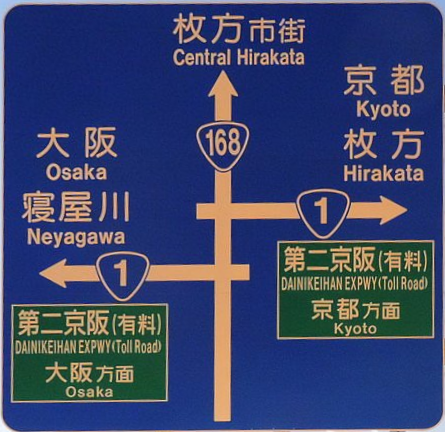 枚方市街
Central Hirakata
168
京都
Kyoto
枚方
Hirakata
1
第二京阪(有料)
DAINIKEIHAN EXPWY(Toll Road)
京都方面
Kyoto
大阪
Osaka
寝屋川
Neyagawa
1
第二京阪(有料)
DAINIKEIHAN EXPWY(Toll Road)
大阪方面
Osaka